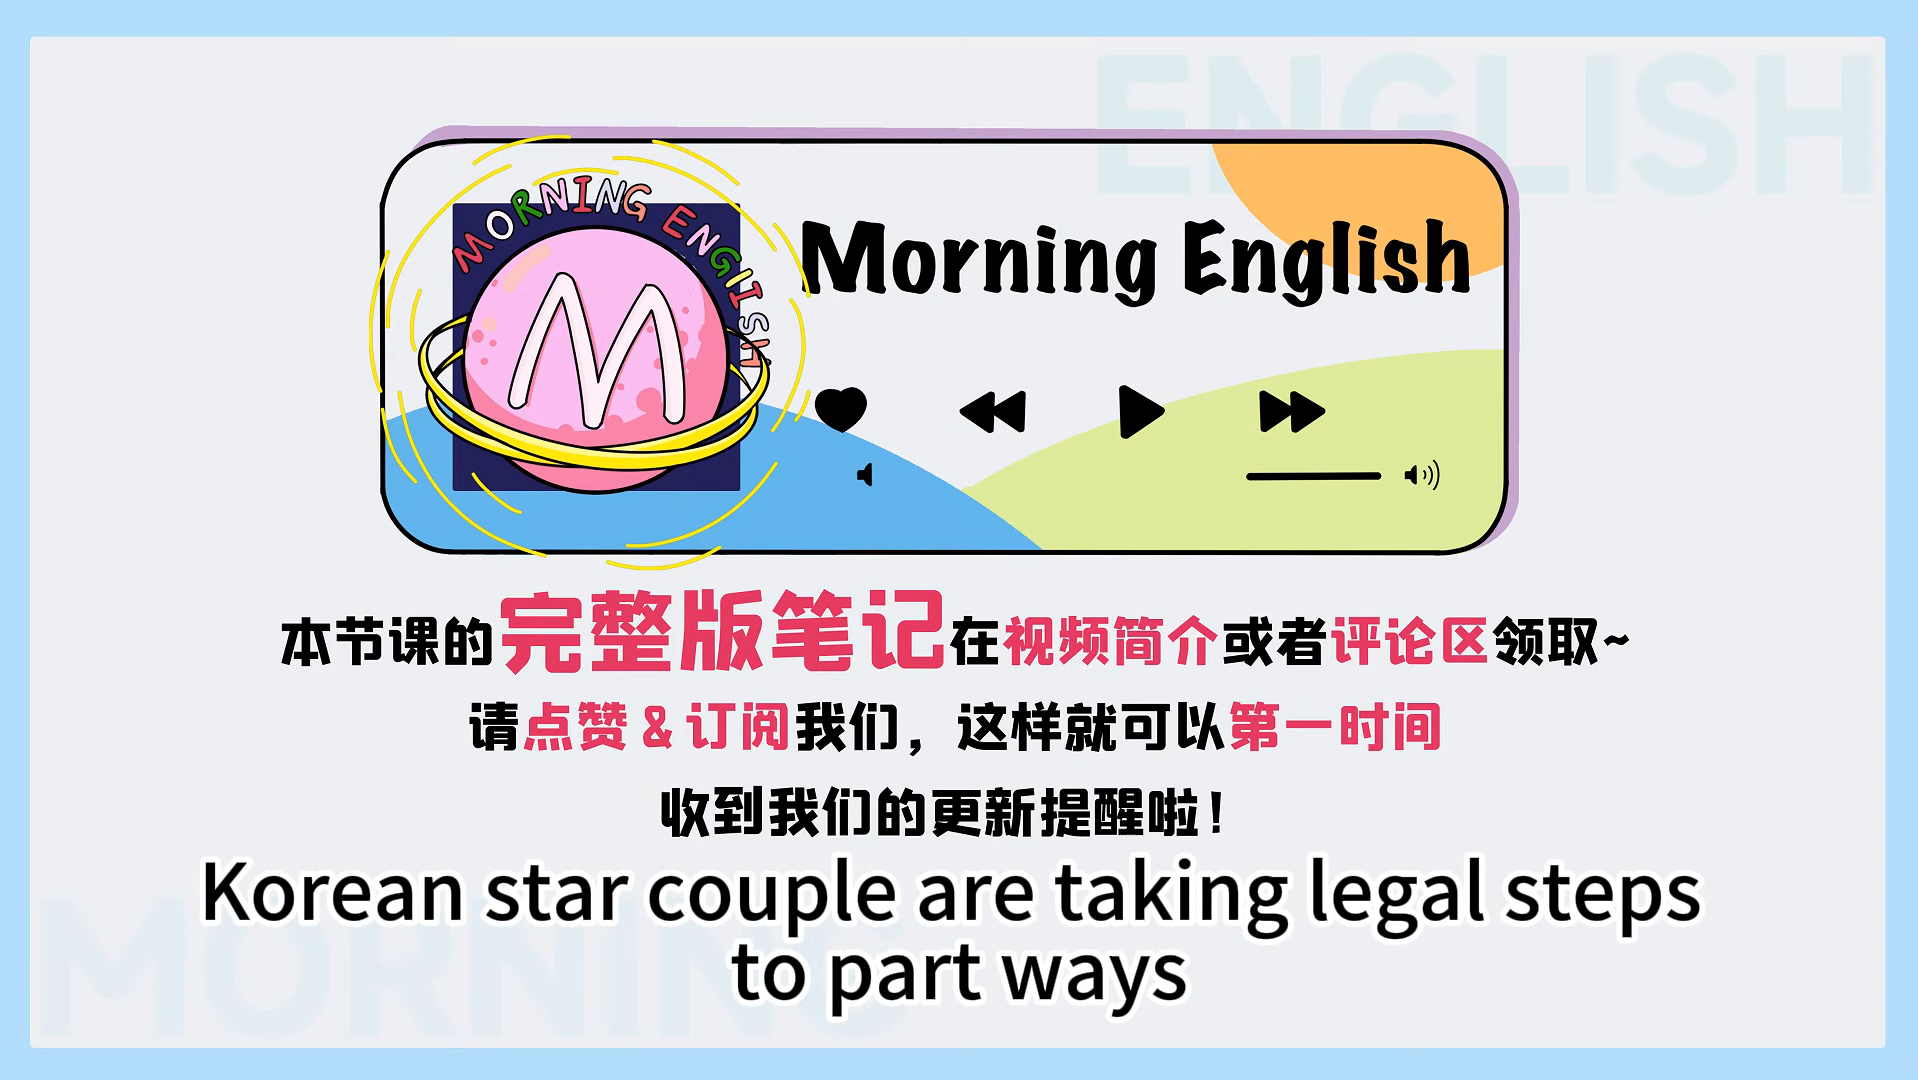 ENGLISH
MORNING ENGLISH
M
Morning English
本节课的完整版笔记在视频简介或者评论区领取~
请点赞&订阅我们，这样就可以第一时间
收到我们的更新提醒啦！
MORNING
Korean star couple are taking legal steps
to part ways